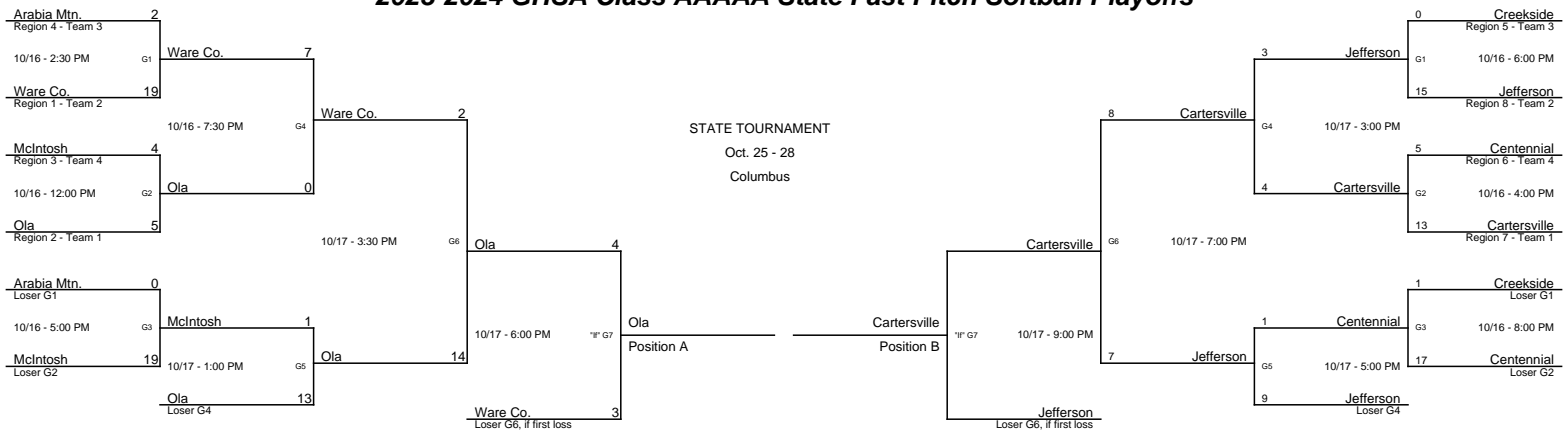 2023-2024 GHSA Class AAAAA State Fast Pitch Softball Playoffs
Arabia Mtn. 2
Region 4 - Team 3
10/16 - 2:30 PM G1
Ware Co. 7
Ware Co. 19
Region 1 - Team 2
10/16 - 7:30 PM G4
Ware Co. 2
McIntosh 4
Region 3 - Team 4
10/16 - 12:00 PM G2
Ola 0
Ola 5
Region 2 - Team 1
10/17 - 3:30 PM G6
Ola 4
Arabia Mtn. 0
Loser G1
10/16 - 5:00 PM G3
McIntosh 1
McIntosh 19
Loser G2
10/17 - 1:00 PM G5
Ola 14
Ola 13
Loser G4
10/17 - 6:00 PM "If" G7
Ware Co. 3
Loser G6, if first loss
Ola
Position A
STATE TOURNAMENT
Oct. 25 - 28
Columbus
0 Creekside
Region 5 - Team 3
3 Jefferson
G1 10/16 - 6:00 PM
15 Jefferson
Region 8 - Team 2
8 Cartersville
G4 10/17 - 3:00 PM
5 Centennial
Region 6 - Team 4
4 Cartersville
G2 10/16 - 4:00 PM
13 Cartersville
Region 7 - Team 1
Cartersville
G6 10/17 - 7:00 PM
1 Creekside
Loser G1
1 Centennial
G3 10/16 - 8:00 PM
17 Centennial
Loser G2
7 Jefferson
G5 10/17 - 5:00 PM
9 Jefferson
Loser G4
Cartersville
Position B
"If" G7 10/17 - 9:00 PM
Jefferson
Loser G6, if first loss